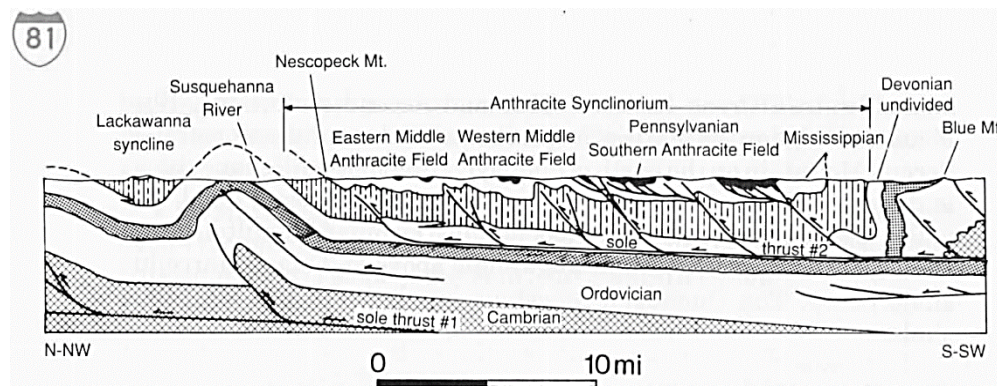 81
Nescopeck Mt.
Susquehanna
River
Lackawanna
syncline
Anthracite Synclinorium
Devonian
undivided
Eastern Middle
Anthracite Field
Western Middle
Anthracite Field
Pennsylvanian
Southern Anthracite Field
Mississippian
Blue Mt
sole
thrust #2
Ordovician
sole thrust #1
Cambrian
N-NW
S-SW
0
10 mi